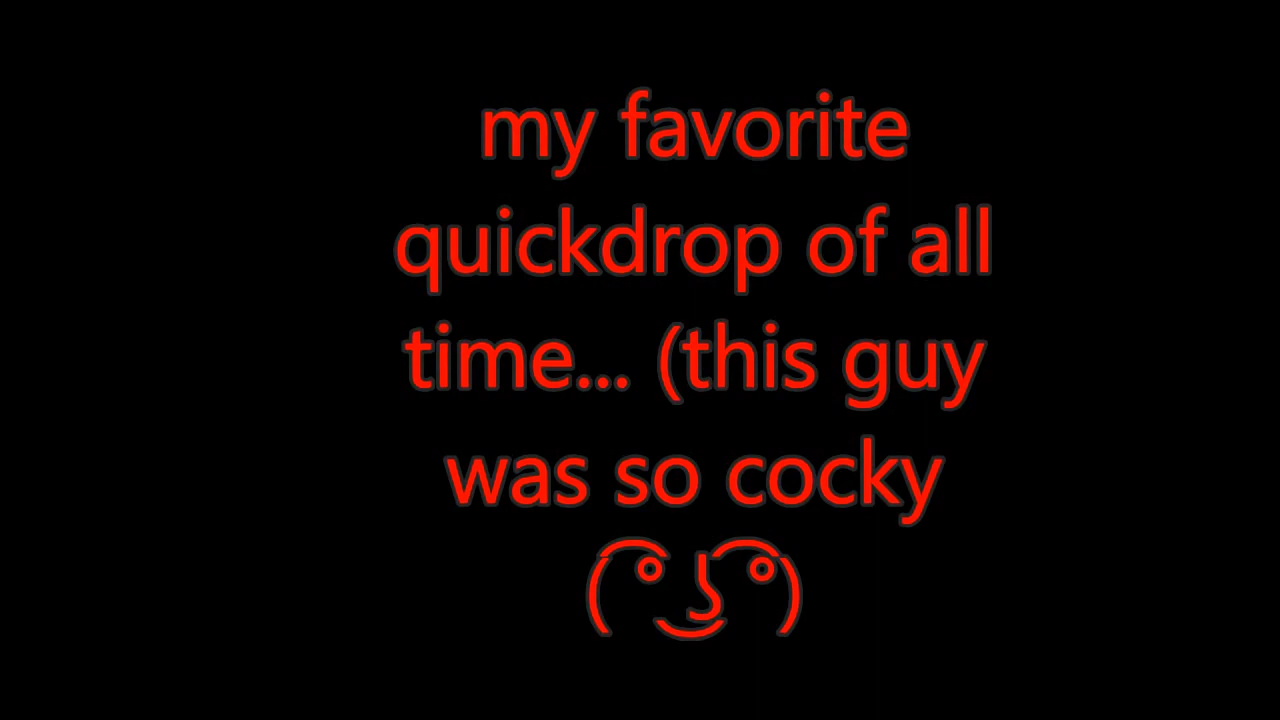 my favorite
quickdrop of all
time... (this guy
was so cocky
( ͡° ͜ʖ ͡°)